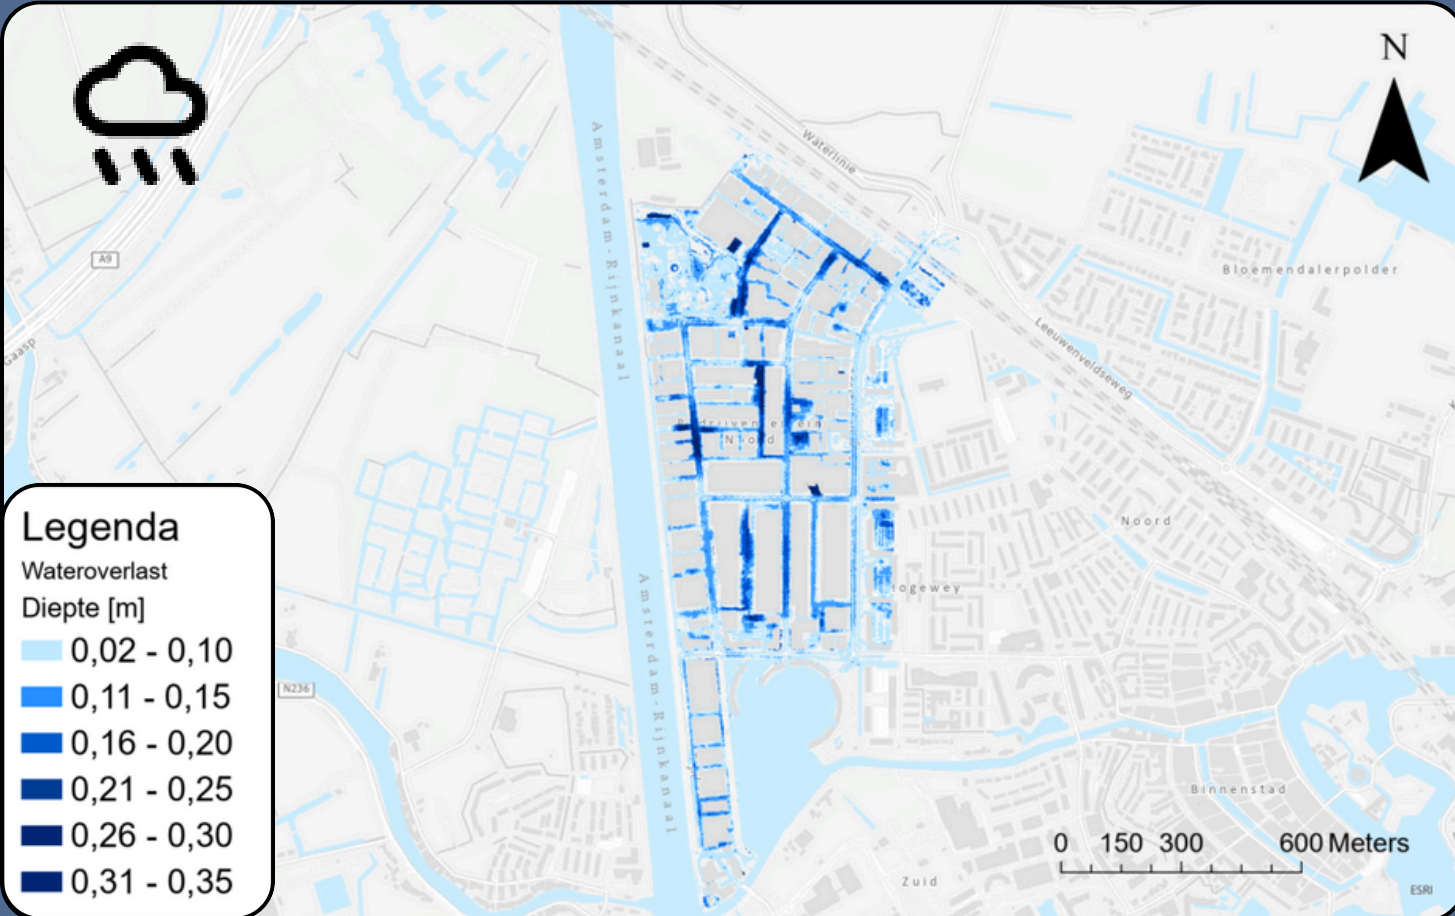 N
Waterlinie
Amsterdam-Rijnkanaal
A9
Bloemendalerpolder
Gaasp
Leeuwenveldseweg
Bedrijventerrein
Noord
Noord
Hogewey
Amsterdam-Rijnkanaal
N236
Binnenstad
Zuid
Legenda
Wateroverlast
Diepte [m]
0,02 - 0,10
0,11 - 0,15
0,16 - 0,20
0,21 - 0,25
0,26 - 0,30
0,31 - 0,35
0 150 300 600 Meters
ESRI